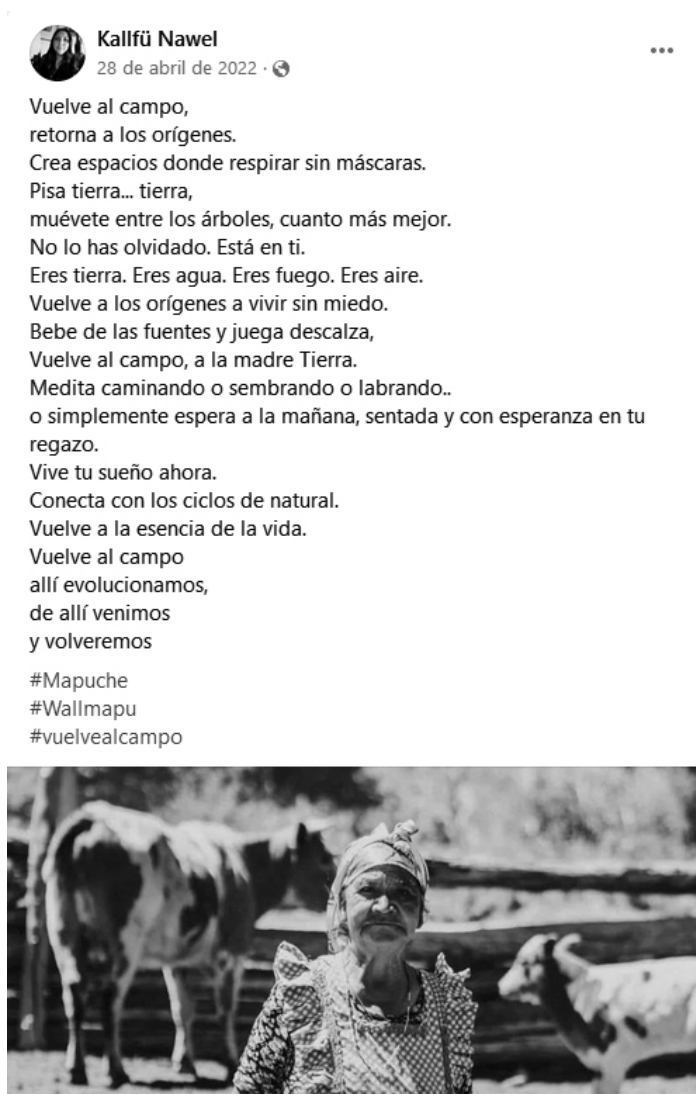 Kallfü Nawel
28 de abril de 2022 ·
Vuelve al campo,
retorna a los orígenes.
Crea espacios donde respirar sin máscaras.
Pisa tierra... tierra,
muévete entre los árboles, cuanto más mejor.
No lo has olvidado. Está en ti.
Eres tierra. Eres agua. Eres fuego. Eres aire.
Vuelve a los orígenes a vivir sin miedo.
Bebe de las fuentes y juega descalza,
Vuelve al campo, a la madre Tierra.
Medita caminando o sembrando o labrando..
o simplemente espera a la mañana, sentada y con esperanza en tu
regazo.
Vive tu sueño ahora.
Conecta con los ciclos de natural.
Vuelve a la esencia de la vida.
Vuelve al campo
allí evolucionamos,
de allí venimos
y volveremos
#Mapuche
#Wallmapu
#vuelvealcampo